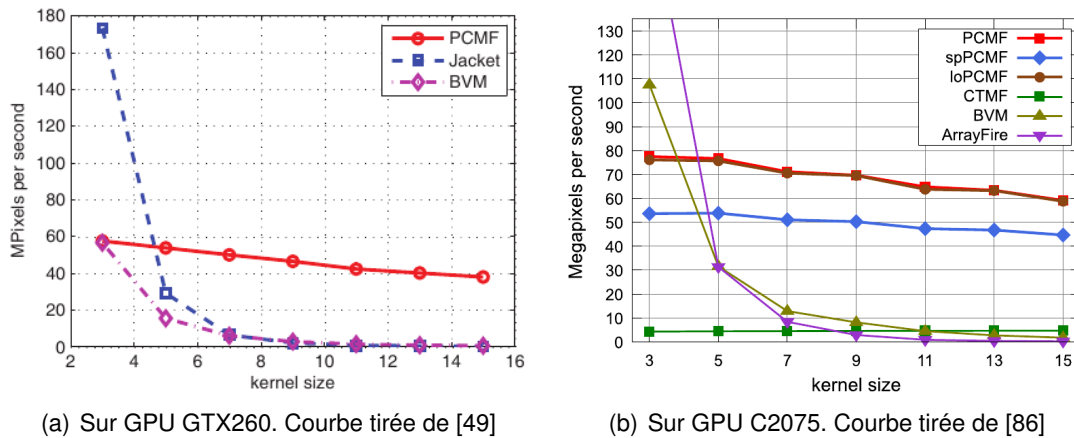 180
160
140
120
100
80
60
40
20
0
2
4
6
8
10
12
14
16
MPixels per second
kernel size
PCMF
Jacket
BVM
(a) Sur GPU GTX260. Courbe tirée de [49]
130
120
110
100
90
80
70
60
50
40
30
20
10
0
3
5
7
9
11
13
15
Megapixels per second
kernel size
PCMF
spPCMF
loPCMF
CTMF
BVM
ArrayFire
(b) Sur GPU C2075. Courbe tirée de [86]